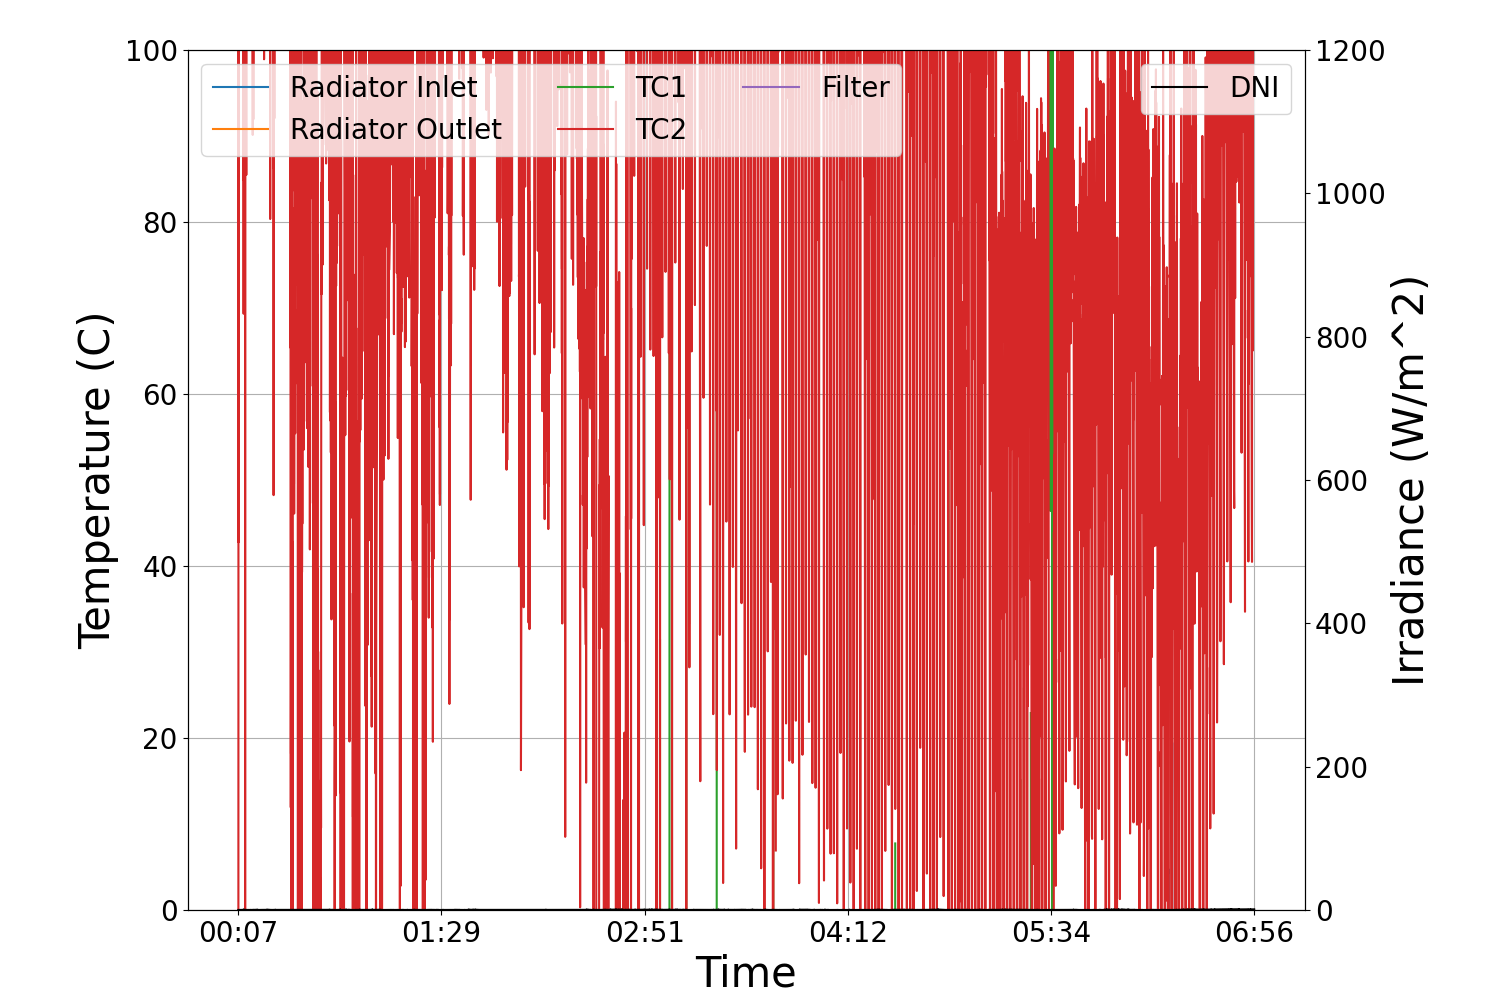 100
80
60
40
20
0
Temperature (C)
Radiator Inlet
Radiator Outlet
TC1
TC2
Filter
DNI
1200
1000
800
600
400
200
0
Irradiance (W/m^2)
00:07 01:29 02:51 04:12 05:34 06:56
Time